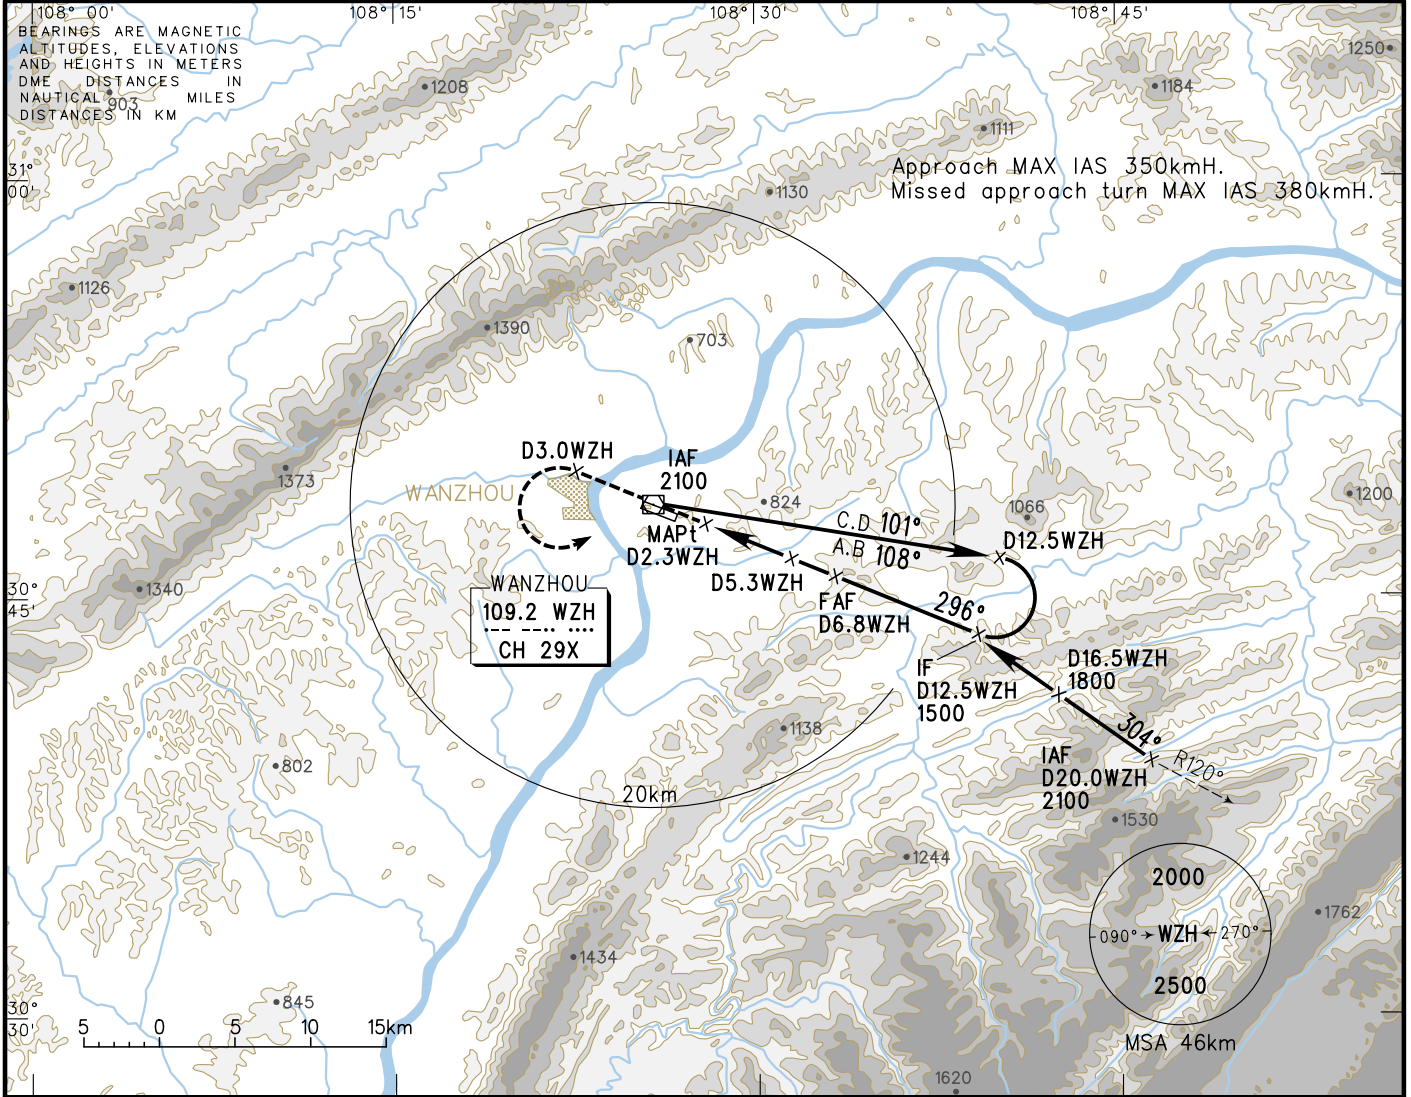 108° 00'
108° 15'
108° 30'
108° 45'
BEARINGS ARE MAGNETIC
ALTITUDES, ELEVATIONS
AND HEIGHTS IN METERS
DME DISTANCES IN
NAUTICAL MILES
DISTANCES IN KM
903
1208
1250
1184
1111
31°
00'
Approach MAX IAS 350kmH.
Missed approach turn MAX IAS 380kmH.
1130
1126
1390
703
600
D3.0WZH
IAF
2100
1373
WANZHOU
824
1066
1200
C.D 101°
A.B 108°
D12.5WZH
MAPt
D2.3WZH
D5.3WZH
30°
45'
1340
WANZHOU
109.2 WZH
CH 29X
FAF
D6.8WZH
296°
IF
D12.5WZH
1500
D16.5WZH
1800
304°
1138
IAF
D20.0WZH
2100
R120°
802
20km
1530
1244
2000
1762
090° WZH 270°
2500
1434
845
30°
30'
5 0 5 10 15km
MSA 46km
1620